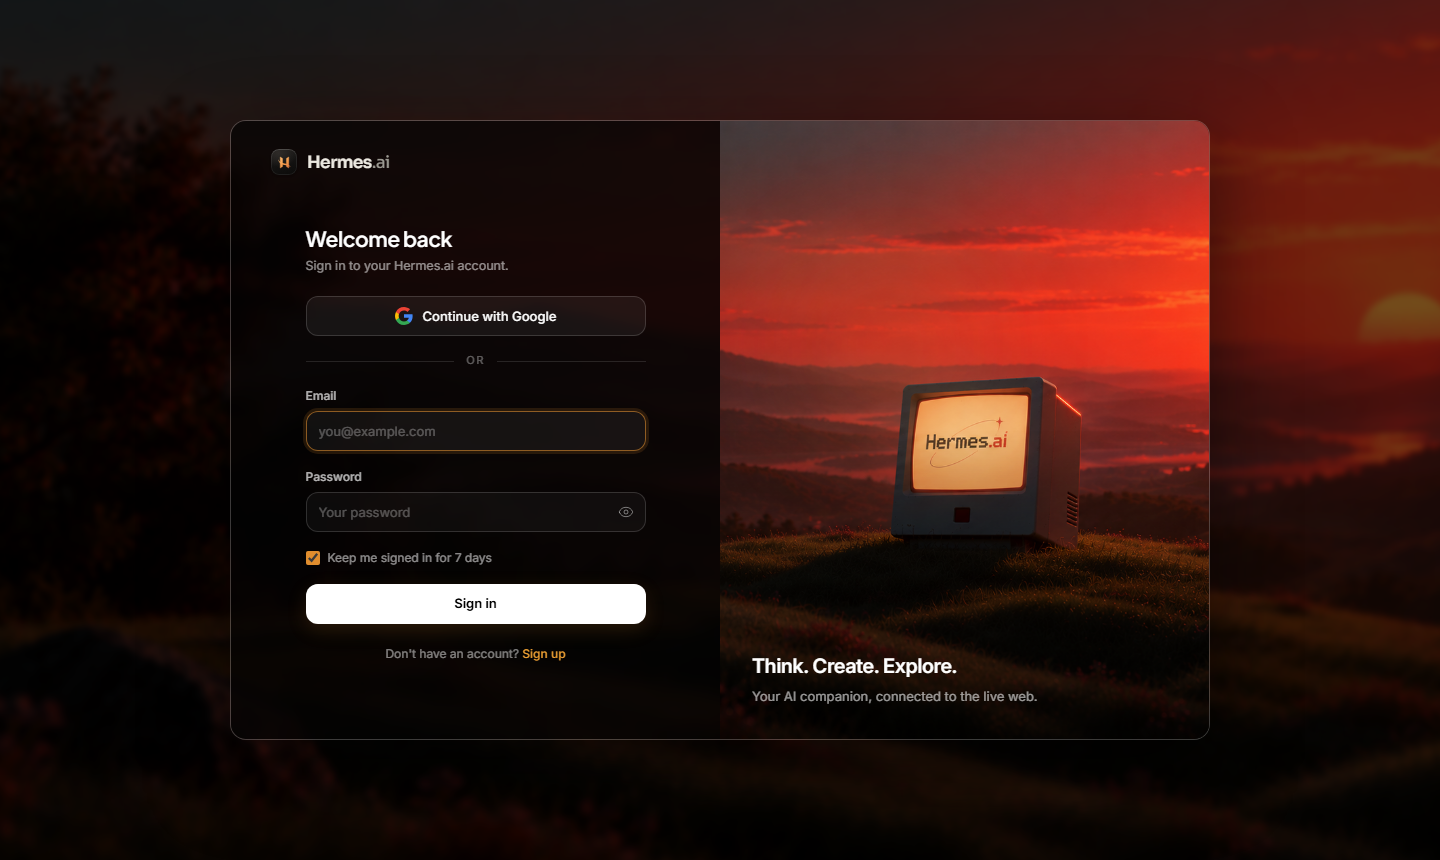 Hermes.ai
Welcome back
Sign in to your Hermes.ai account.
Continue with Google
OR
Email
you@example.com
Password
Your password
Keep me signed in for 7 days
Sign in
Don't have an account? Sign up
Hermes.ai
Think. Create. Explore.
Your AI companion, connected to the live web.